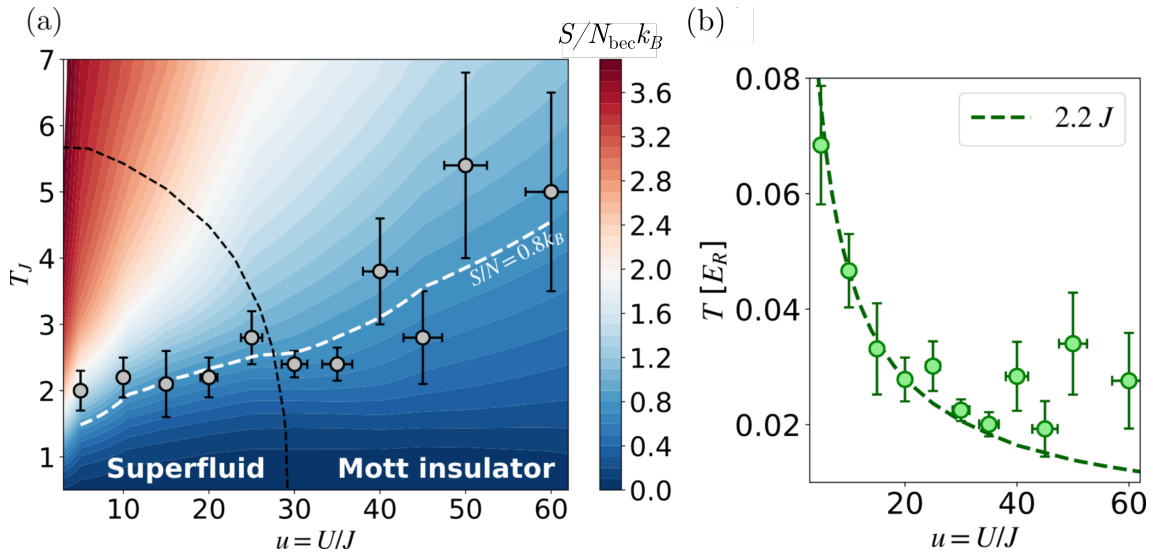 (a)
S/N_bec k_B
7
6
5
4
3
2
1
T_J
10 20 30 40 50 60
u = U/J
Superfluid
Mott insulator
S/N = 0.8k_B
3.6
3.2
2.8
2.4
2.0
1.6
1.2
0.8
0.4
0.0
(b)
0.08
0.06
0.04
0.02
T [E_R]
2.2 J
20 40 60
u = U/J